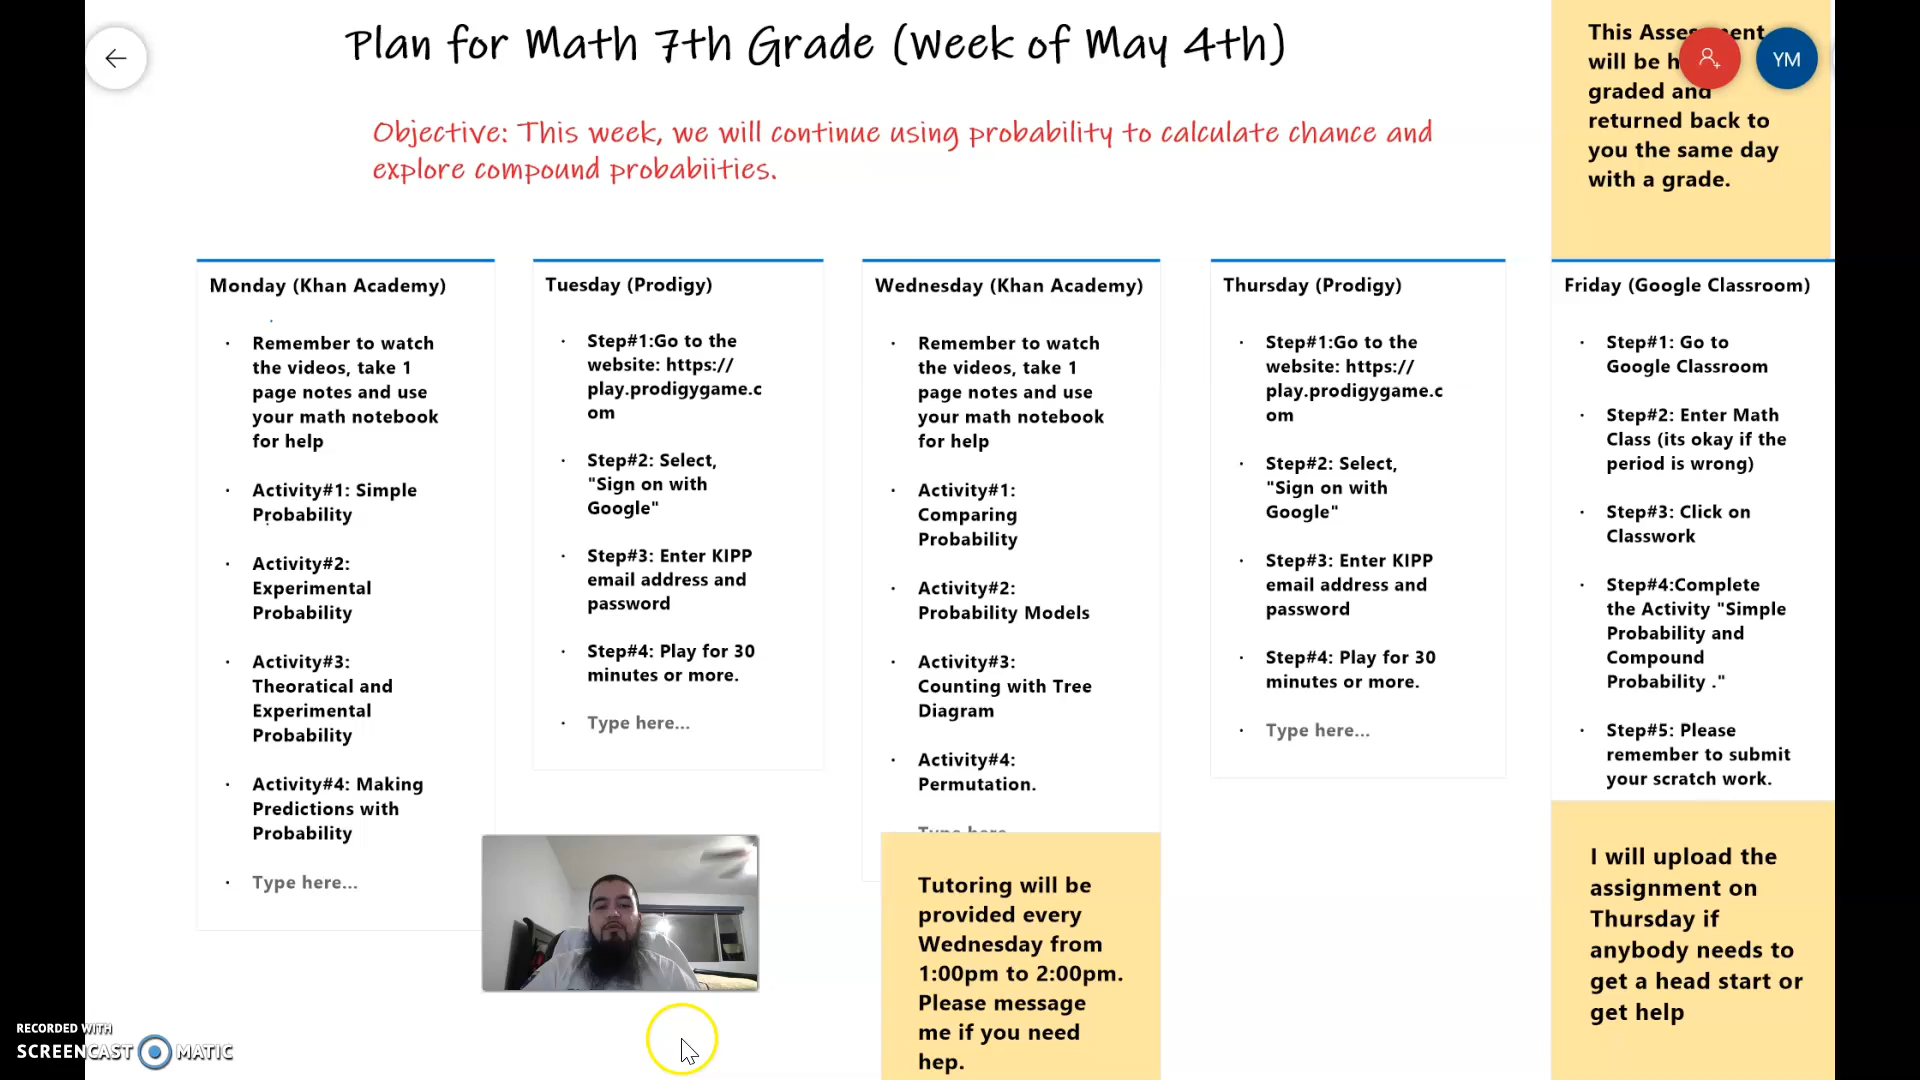 Plan for Math 7th Grade (Week of May 4th)
Objective: This week, we will continue using probability to calculate chance and
explore compound probabiities.
This Asses ent
will be h
graded and
returned back to
you the same day
with a grade.
YM
Monday (Khan Academy)
Remember to watch
the videos, take 1
page notes and use
your math notebook
for help
Activity#1: Simple
Probability
Activity#2:
Experimental
Probability
Activity#3:
Theoratical and
Experimental
Probability
Activity#4: Making
Predictions with
Probability
Type here...
Tuesday (Prodigy)
Step#1:Go to the
website: https://
play.prodigygame.c
om
Step#2: Select,
"Sign on with
Google"
Step#3: Enter KIPP
email address and
password
Step#4: Play for 30
minutes or more.
Type here...
Wednesday (Khan Academy)
Remember to watch
the videos, take 1
page notes and use
your math notebook
for help
Activity#1:
Comparing
Probability
Activity#2:
Probability Models
Activity#3:
Counting with Tree
Diagram
Activity#4:
Permutation.
Type here
Tutoring will be
provided every
Wednesday from
1:00pm to 2:00pm.
Please message
me if you need
hep.
Thursday (Prodigy)
Step#1:Go to the
website: https://
play.prodigygame.c
om
Step#2: Select,
"Sign on with
Google"
Step#3: Enter KIPP
email address and
password
Step#4: Play for 30
minutes or more.
Type here...
Friday (Google Classroom)
Step#1: Go to
Google Classroom
Step#2: Enter Math
Class (its okay if the
period is wrong)
Step#3: Click on
Classwork
Step#4:Complete
the Activity "Simple
Probability and
Compound
Probability ."
Step#5: Please
remember to submit
your scratch work.
I will upload the
assignment on
Thursday if
anybody needs to
get a head start or
get help
RECORDED WITH
SCREENCAST MATIC